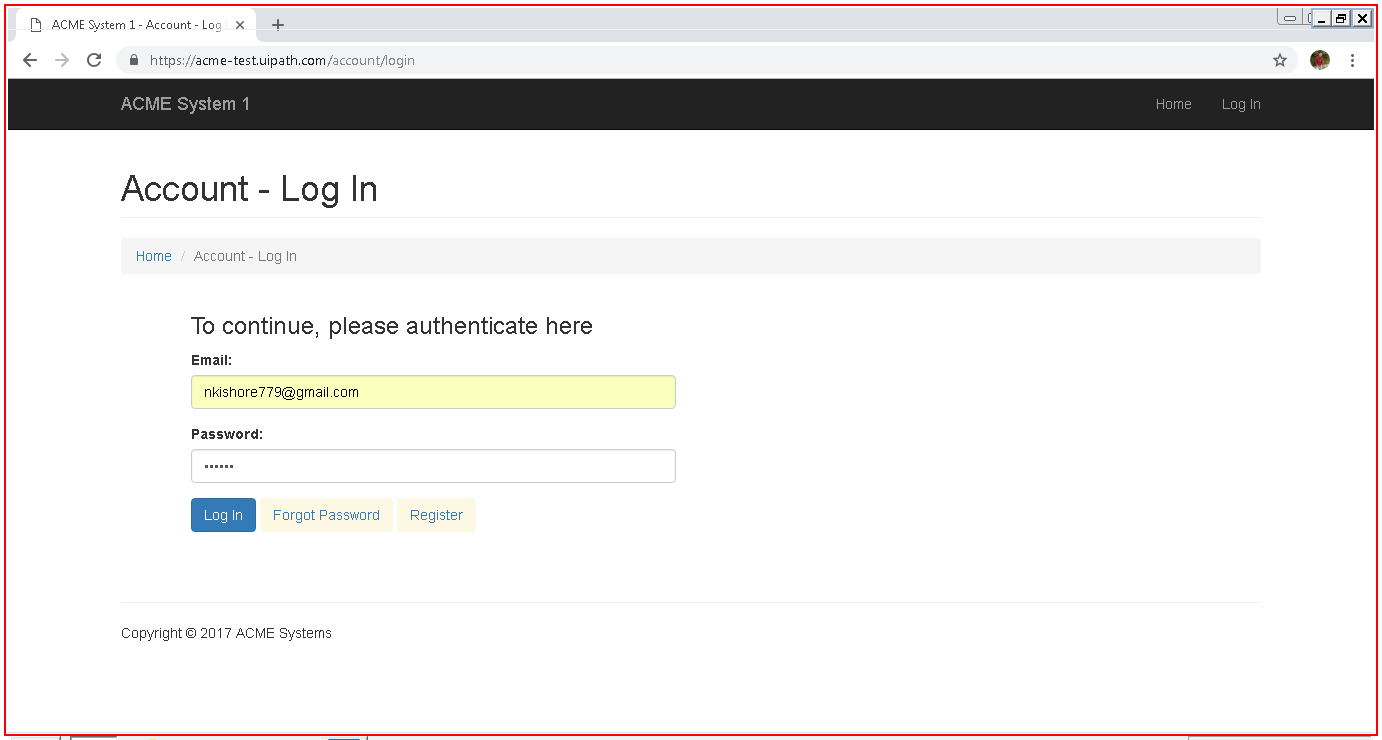 ACME System 1 - Account - Log
https://acme-test.uipath.com/account/login
ACME System 1
Home
Log In
Account - Log In
Home / Account - Log In
To continue, please authenticate here
Email:
nkishore779@gmail.com
Password:
••••••
Log In
Forgot Password
Register
Copyright © 2017 ACME Systems